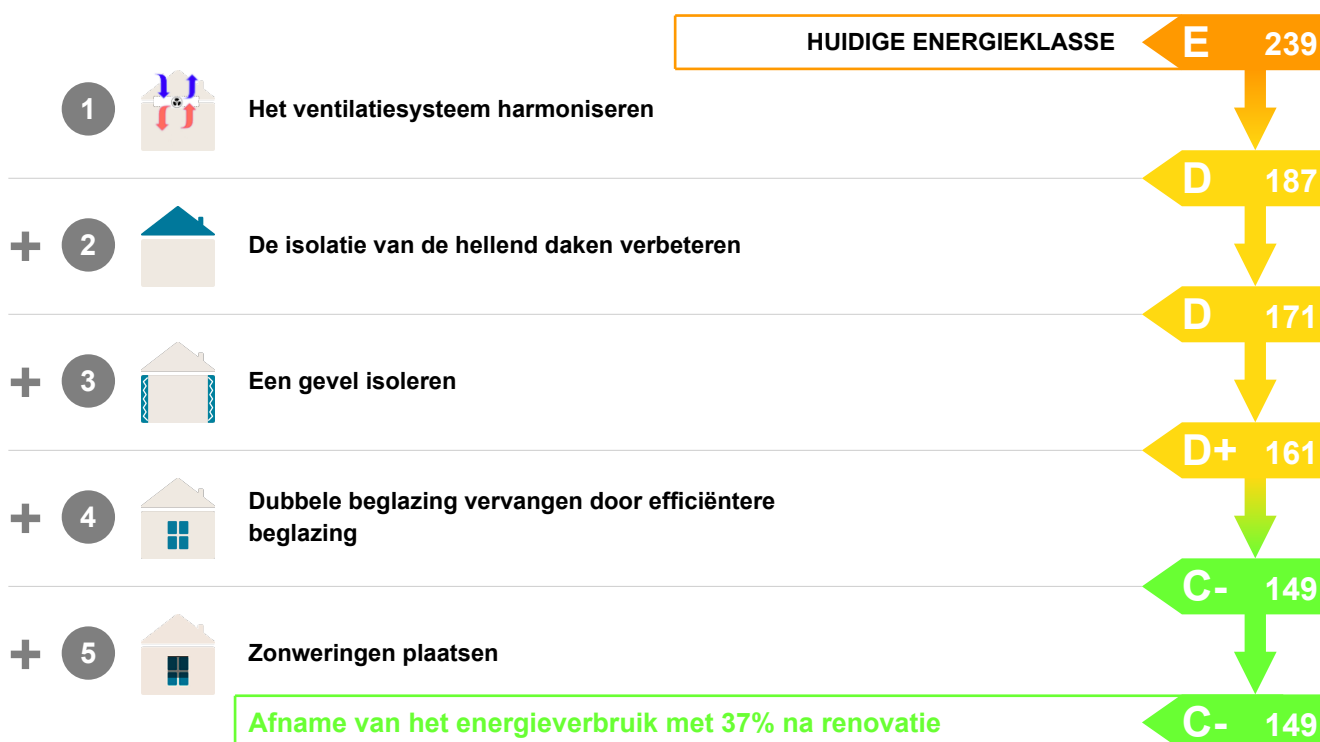 HUIDIGE ENERGIEKLASSE E 239
1 Het ventilatiesysteem harmoniseren
D 187
+ 2 De isolatie van de hellend daken verbeteren
D 171
+ 3 Een gevel isoleren
D+ 161
+ 4 Dubbele beglazing vervangen door efficiëntere
beglazing
C- 149
+ 5 Zonweringen plaatsen
Afname van het energieverbruik met 37% na renovatie C- 149